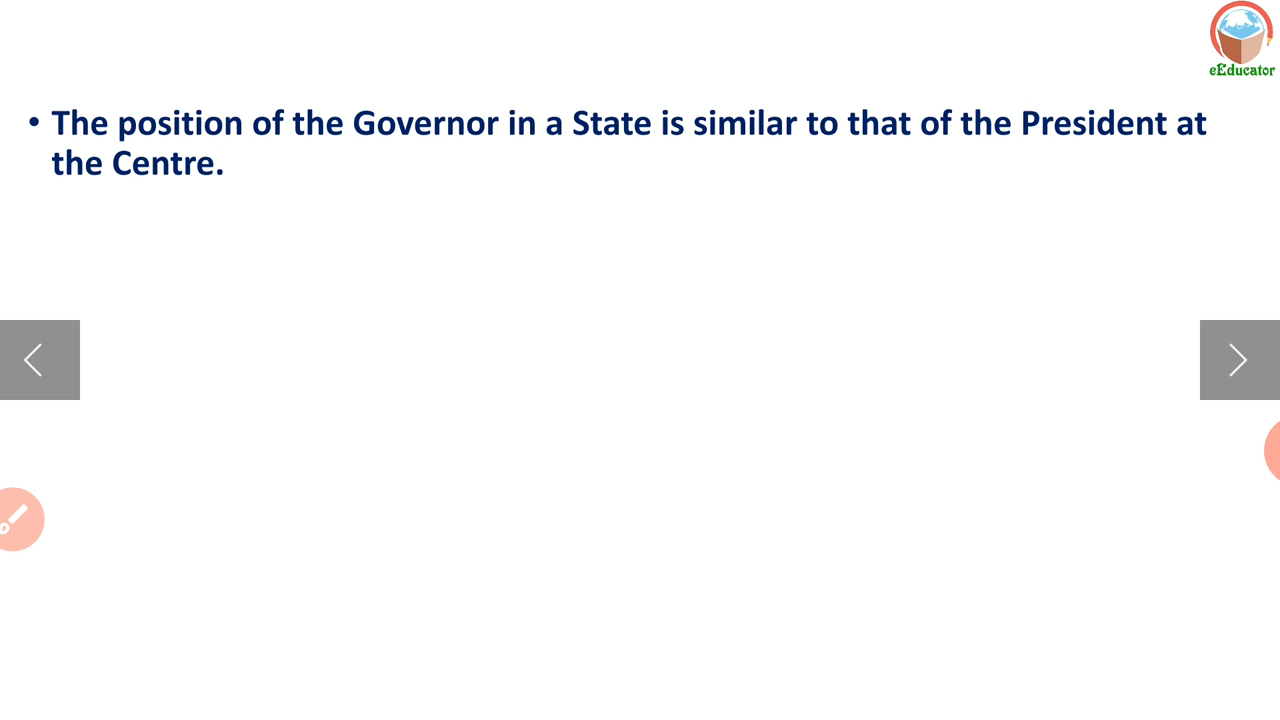 eEducator
• The position of the Governor in a State is similar to that of the President at
the Centre.